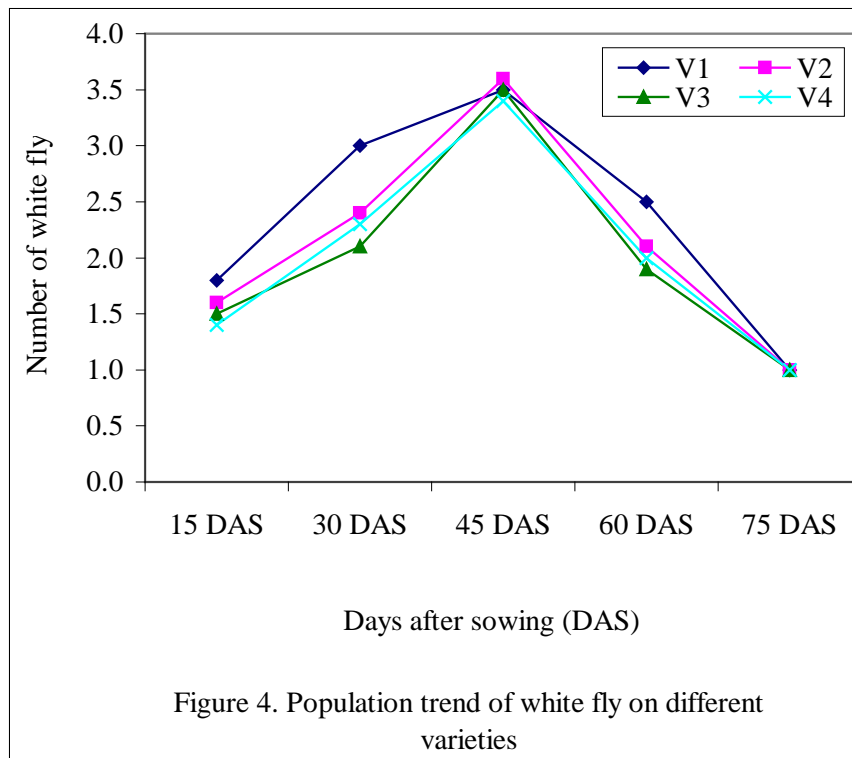 4.0
3.5
3.0
2.5
2.0
1.5
1.0
0.5
0.0
Number of white fly
V1 V2
V3 V4
15 DAS 30 DAS 45 DAS 60 DAS 75 DAS
Days after sowing (DAS)
Figure 4. Population trend of white fly on different
varieties